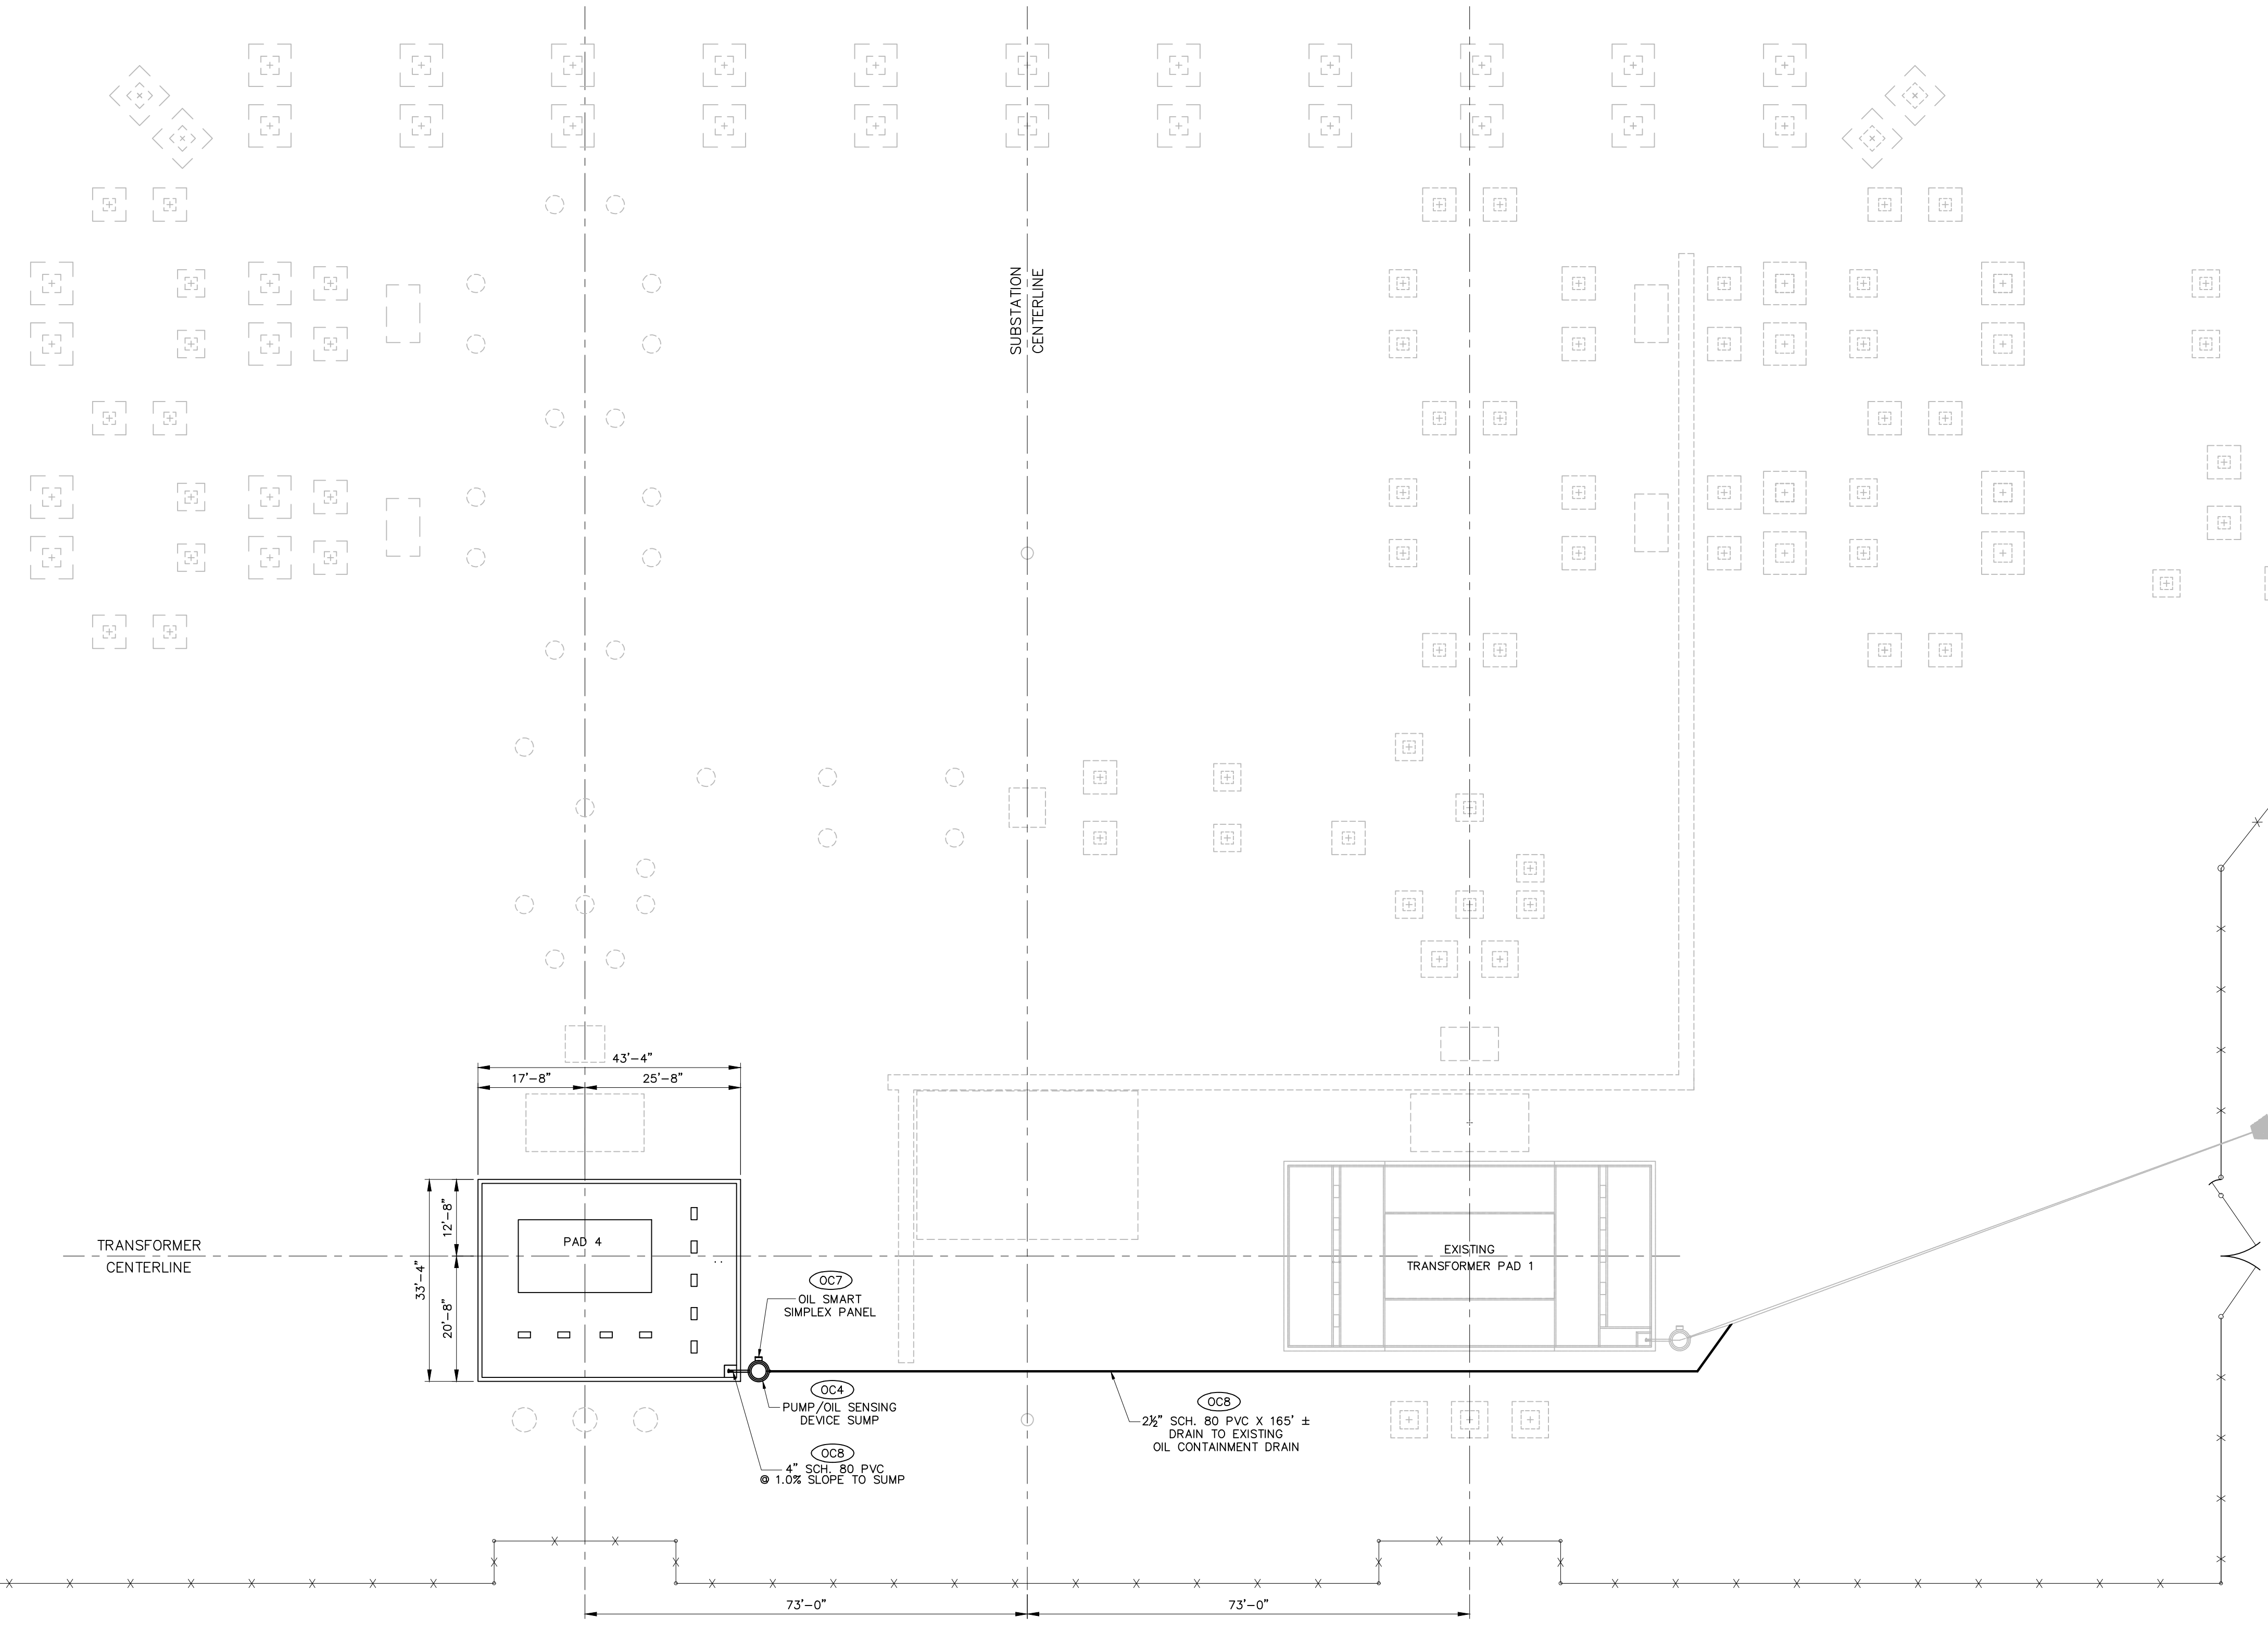 SUBSTATION
CENTERLINE
43'-4"
17'-8"
25'-8"
12'-8"
33'-4"
20'-8"
TRANSFORMER
CENTERLINE
PAD 4
EXISTING
TRANSFORMER PAD 1
OC7
OIL SMART
SIMPLEX PANEL
OC4
PUMP/OIL SENSING
DEVICE SUMP
OC8
4" SCH. 80 PVC
@ 1.0% SLOPE TO SUMP
OC8
2½" SCH. 80 PVC X 165' ±
DRAIN TO EXISTING
OIL CONTAINMENT DRAIN
73'-0"
73'-0"